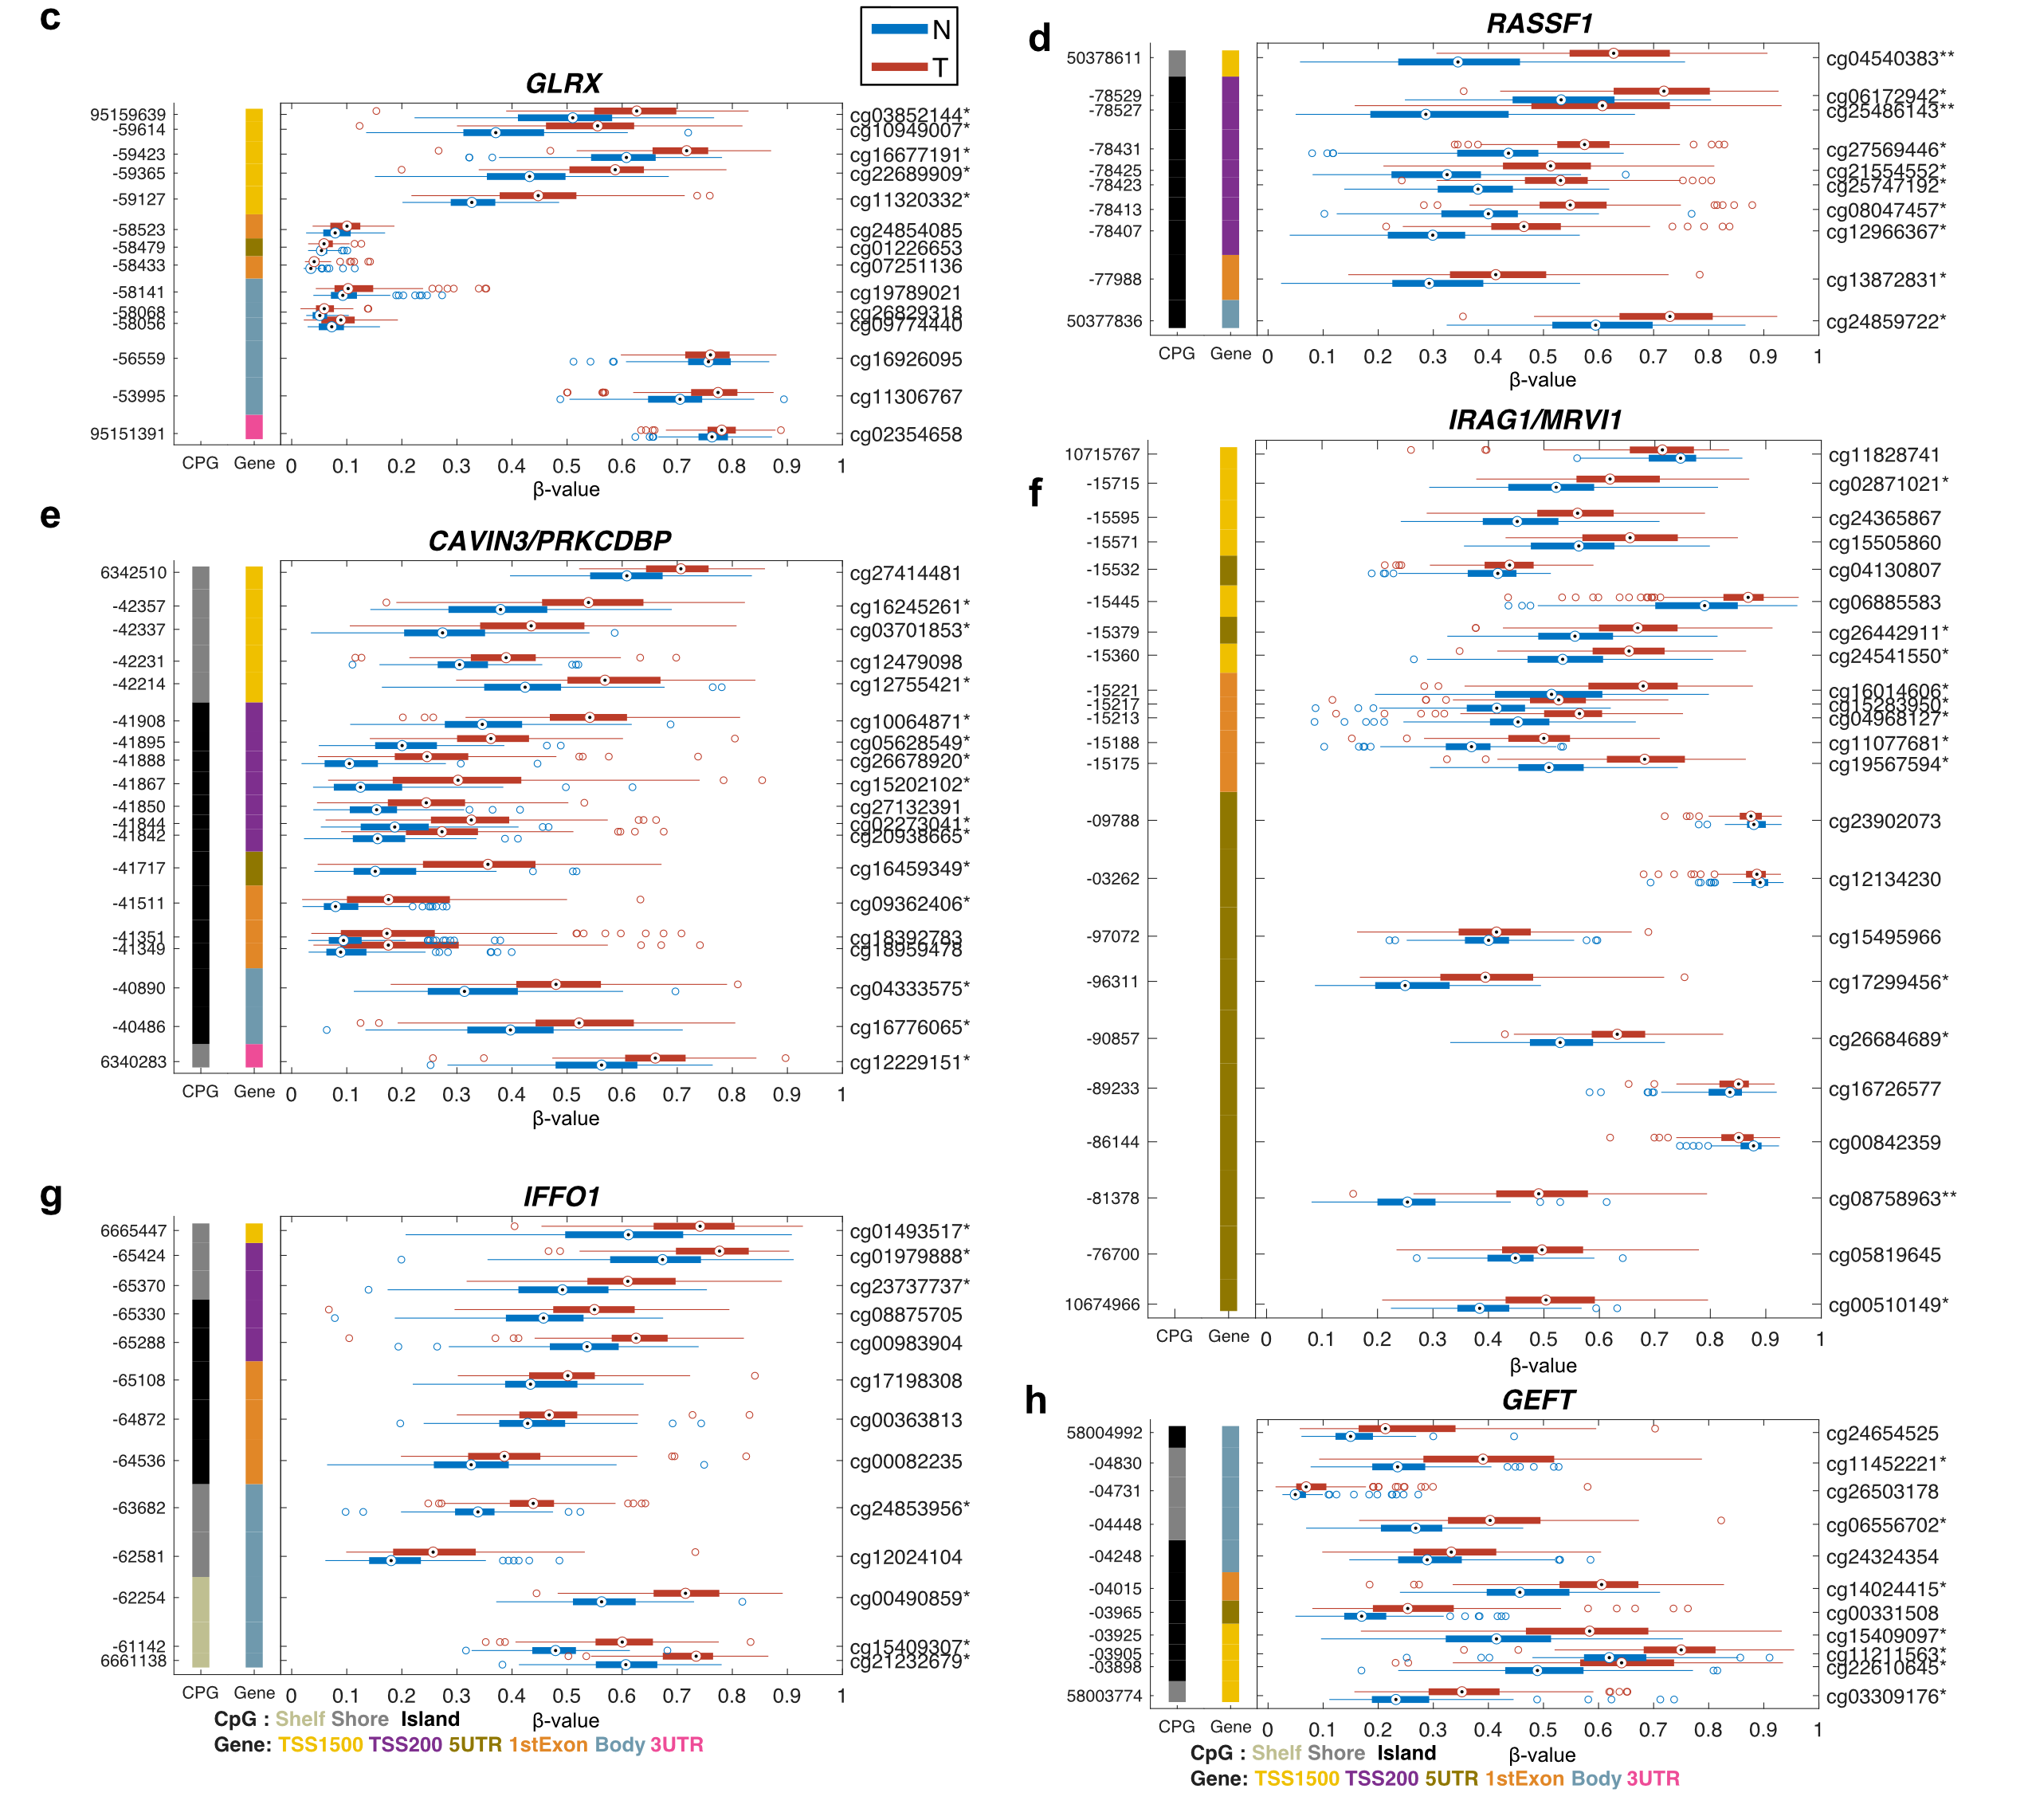 c
N
T
GLRX
95159639
-59614
-59423
-59365
-59127
-58523
-58479
-58433
-58141
-58068
-58056
-56559
-53995
95151391
cg03852144*
cg10949007*
cg16677191*
cg22689909*
cg11320332*
cg24854085
cg01226653
cg07251136
cg19789021
cg26829318
cg09774440
cg16926095
cg11306767
cg02354658
CPG Gene 0 0.1 0.2 0.3 0.4 0.5 0.6 0.7 0.8 0.9 1
β-value
d
RASSF1
50378611
-78529
-78527
-78431
-78425
-78423
-78413
-78407
-77988
50377836
cg04540383**
cg06172942*
cg25486143**
cg27569446*
cg21554552*
cg25747192*
cg08047457*
cg12966367*
cg13872831*
cg24859722*
CPG Gene 0 0.1 0.2 0.3 0.4 0.5 0.6 0.7 0.8 0.9 1
β-value
e
CAVIN3/PRKCDBP
6342510
-42357
-42337
-42231
-42214
-41908
-41895
-41888
-41867
-41850
-41844
-41842
-41717
-41511
-41351
-41349
-40890
-40486
6340283
cg27414481
cg16245261*
cg03701853*
cg12479098
cg12755421*
cg10064871*
cg05628549*
cg26678920*
cg15202102*
cg27132391
cg02273041*
cg20938665*
cg16459349*
cg09362406*
cg18392783
cg18959478
cg04333575*
cg16776065*
cg12229151*
CPG Gene 0 0.1 0.2 0.3 0.4 0.5 0.6 0.7 0.8 0.9 1
β-value
f
IRAG1/MRVI1
10715767
-15715
-15595
-15571
-15532
-15445
-15379
-15360
-15221
-15217
-15213
-15188
-15175
-09788
-03262
-97072
-96311
-90857
-89233
-86144
-81378
-76700
10674966
cg11828741
cg02871021*
cg24365867
cg15505860
cg04130807
cg06885583
cg26442911*
cg24541550*
cg16014606*
cg15283950*
cg04968127*
cg11077681*
cg19567594*
cg23902073
cg12134230
cg15495966
cg17299456*
cg26684689*
cg16726577
cg00842359
cg08758963**
cg05819645
cg00510149*
CPG Gene 0 0.1 0.2 0.3 0.4 0.5 0.6 0.7 0.8 0.9 1
β-value
g
IFFO1
6665447
-65424
-65370
-65330
-65288
-65108
-64872
-64536
-63682
-62581
-62254
-61142
6661138
cg01493517*
cg01979888*
cg23737737*
cg08875705
cg00983904
cg17198308
cg00363813
cg00082235
cg24853956*
cg12024104
cg00490859*
cg15409307*
cg21232679*
CPG Gene 0 0.1 0.2 0.3 0.4 0.5 0.6 0.7 0.8 0.9 1
β-value
CpG : Shelf Shore Island
Gene: TSS1500 TSS200 5UTR 1stExon Body 3UTR
h
GEFT
58004992
-04830
-04731
-04448
-04248
-04015
-03965
-03925
-03905
-03898
58003774
cg24654525
cg11452221*
cg26503178
cg06556702*
cg24324354
cg14024415*
cg00331508
cg15409097*
cg11211563*
cg22610645*
cg03309176*
CPG Gene 0 0.1 0.2 0.3 0.4 0.5 0.6 0.7 0.8 0.9 1
β-value
CpG : Shelf Shore Island
Gene: TSS1500 TSS200 5UTR 1stExon Body 3UTR